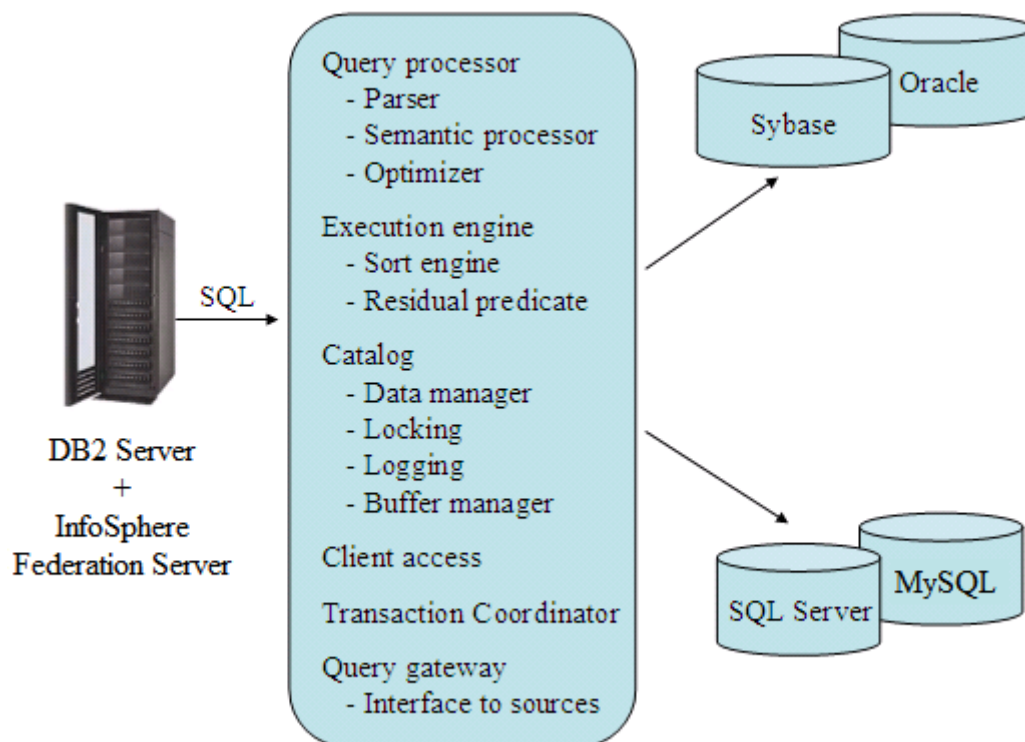 DB2 Server
+
InfoSphere
Federation Server
SQL
Query processor
- Parser
- Semantic processor
- Optimizer
Execution engine
- Sort engine
- Residual predicate
Catalog
- Data manager
- Locking
- Logging
- Buffer manager
Client access
Transaction Coordinator
Query gateway
- Interface to sources
Oracle
Sybase
MySQL
SQL Server